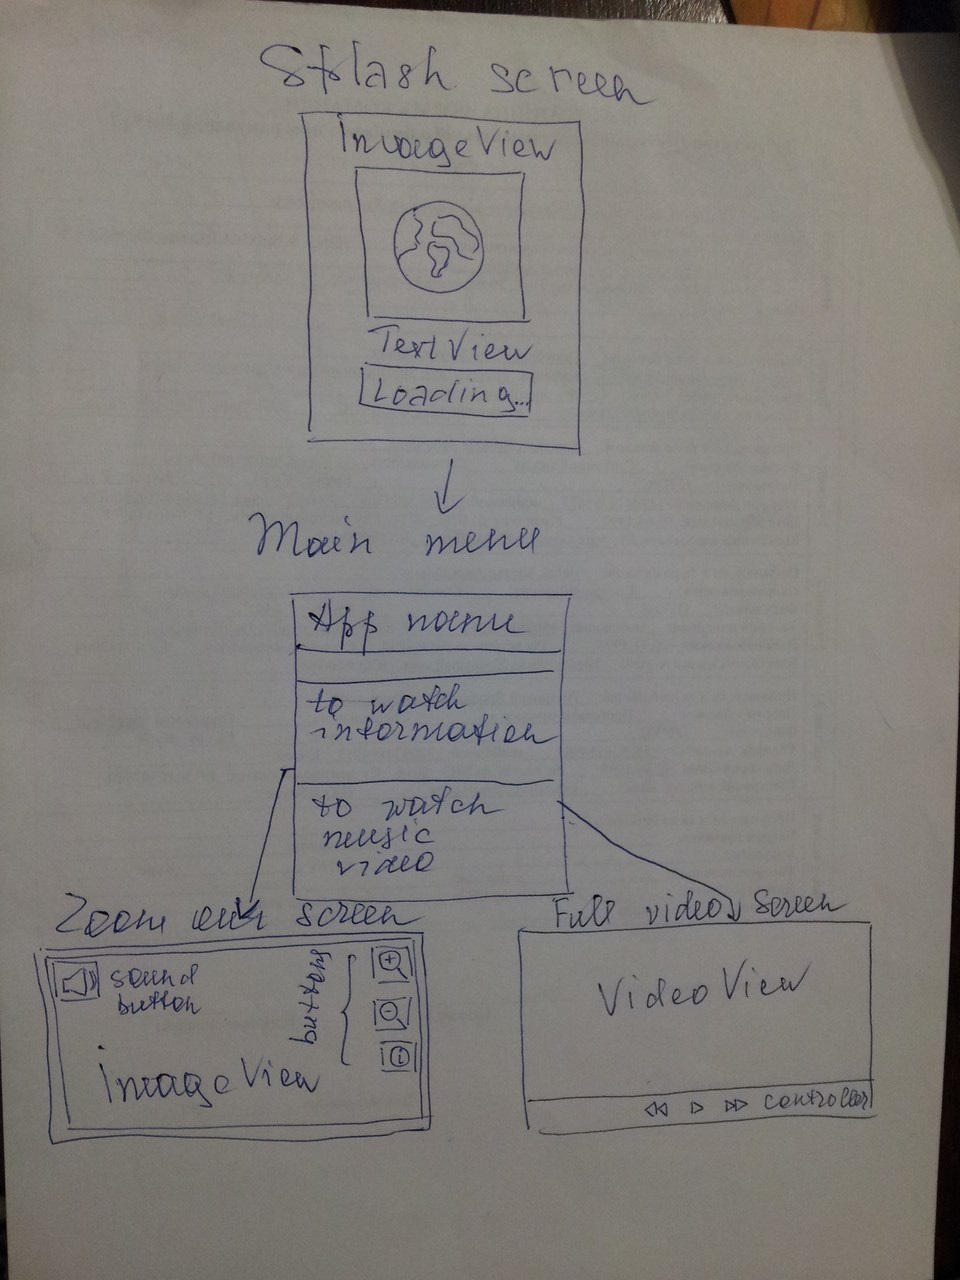 Splash screen
ImageView
TextView
Loading...
Main menu
App name
to watch
information
to watch
music
video
Zoom our screen
sound
button
buttons
ImageView
Full video screen
VideoView
controller